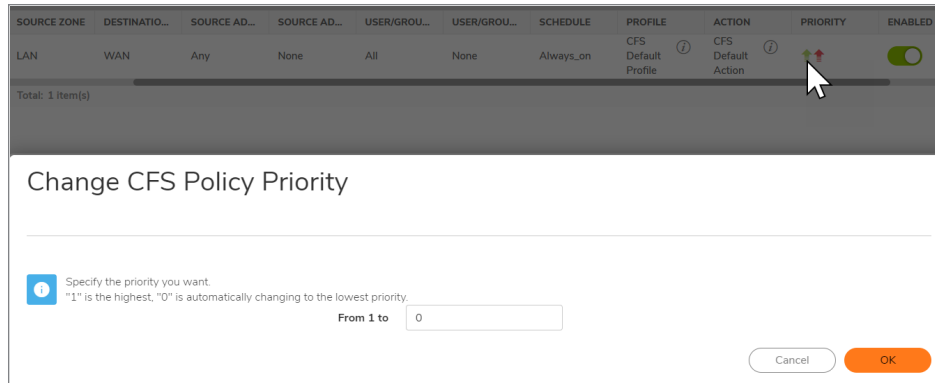 SOURCE ZONE DESTINATIO... SOURCE AD... SOURCE AD... USER/GROU... USER/GROU... SCHEDULE PROFILE ACTION PRIORITY ENABLED
LAN WAN Any None All None Always_on CFS Default Profile CFS Default Action
Total: 1 item(s)
Change CFS Policy Priority
Specify the priority you want.
"1" is the highest, "0" is automatically changing to the lowest priority.
From 1 to 0
Cancel OK